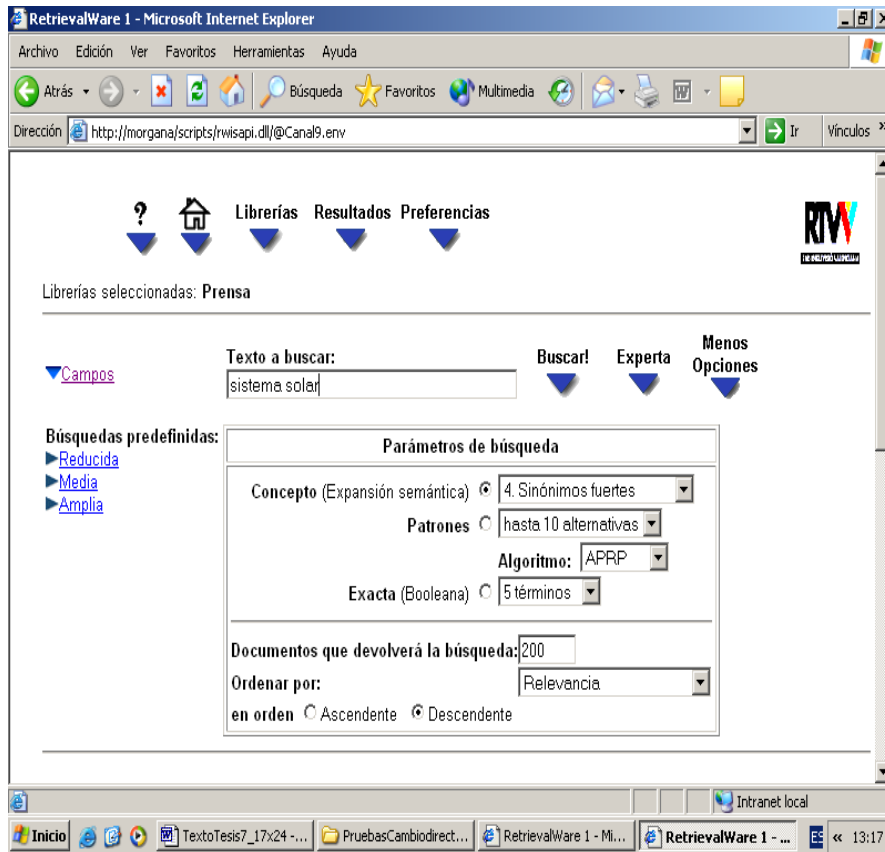 RetrievalWare 1 - Microsoft Internet Explorer
Archivo Edición Ver Favoritos Herramientas Ayuda
Atrás Búsqueda Favoritos Multimedia
Dirección http://morgana/scripts/rwisapi.dll/@Canal9.env Ir Vínculos »
? Librerías Resultados Preferencias
RTVV
Librerías seleccionadas: Prensa
Campos
Texto a buscar:
sistema solar
Buscar! Experta Menos Opciones
Búsquedas predefinidas:
Reducida
Media
Amplia
Parámetros de búsqueda
Concepto (Expansión semántica) 4. Sinónimos fuertes
Patrones hasta 10 alternativas
Algoritmo: APRP
Exacta (Booleana) 5 términos
Documentos que devolverá la búsqueda: 200
Ordenar por: Relevancia
en orden Ascendente Descendente
Intranet local
Inicio TextoTesis7_17x24 -... PruebasCambiodirect... RetrievalWare 1 - Mi... RetrievalWare 1 - ... ES « 13:17